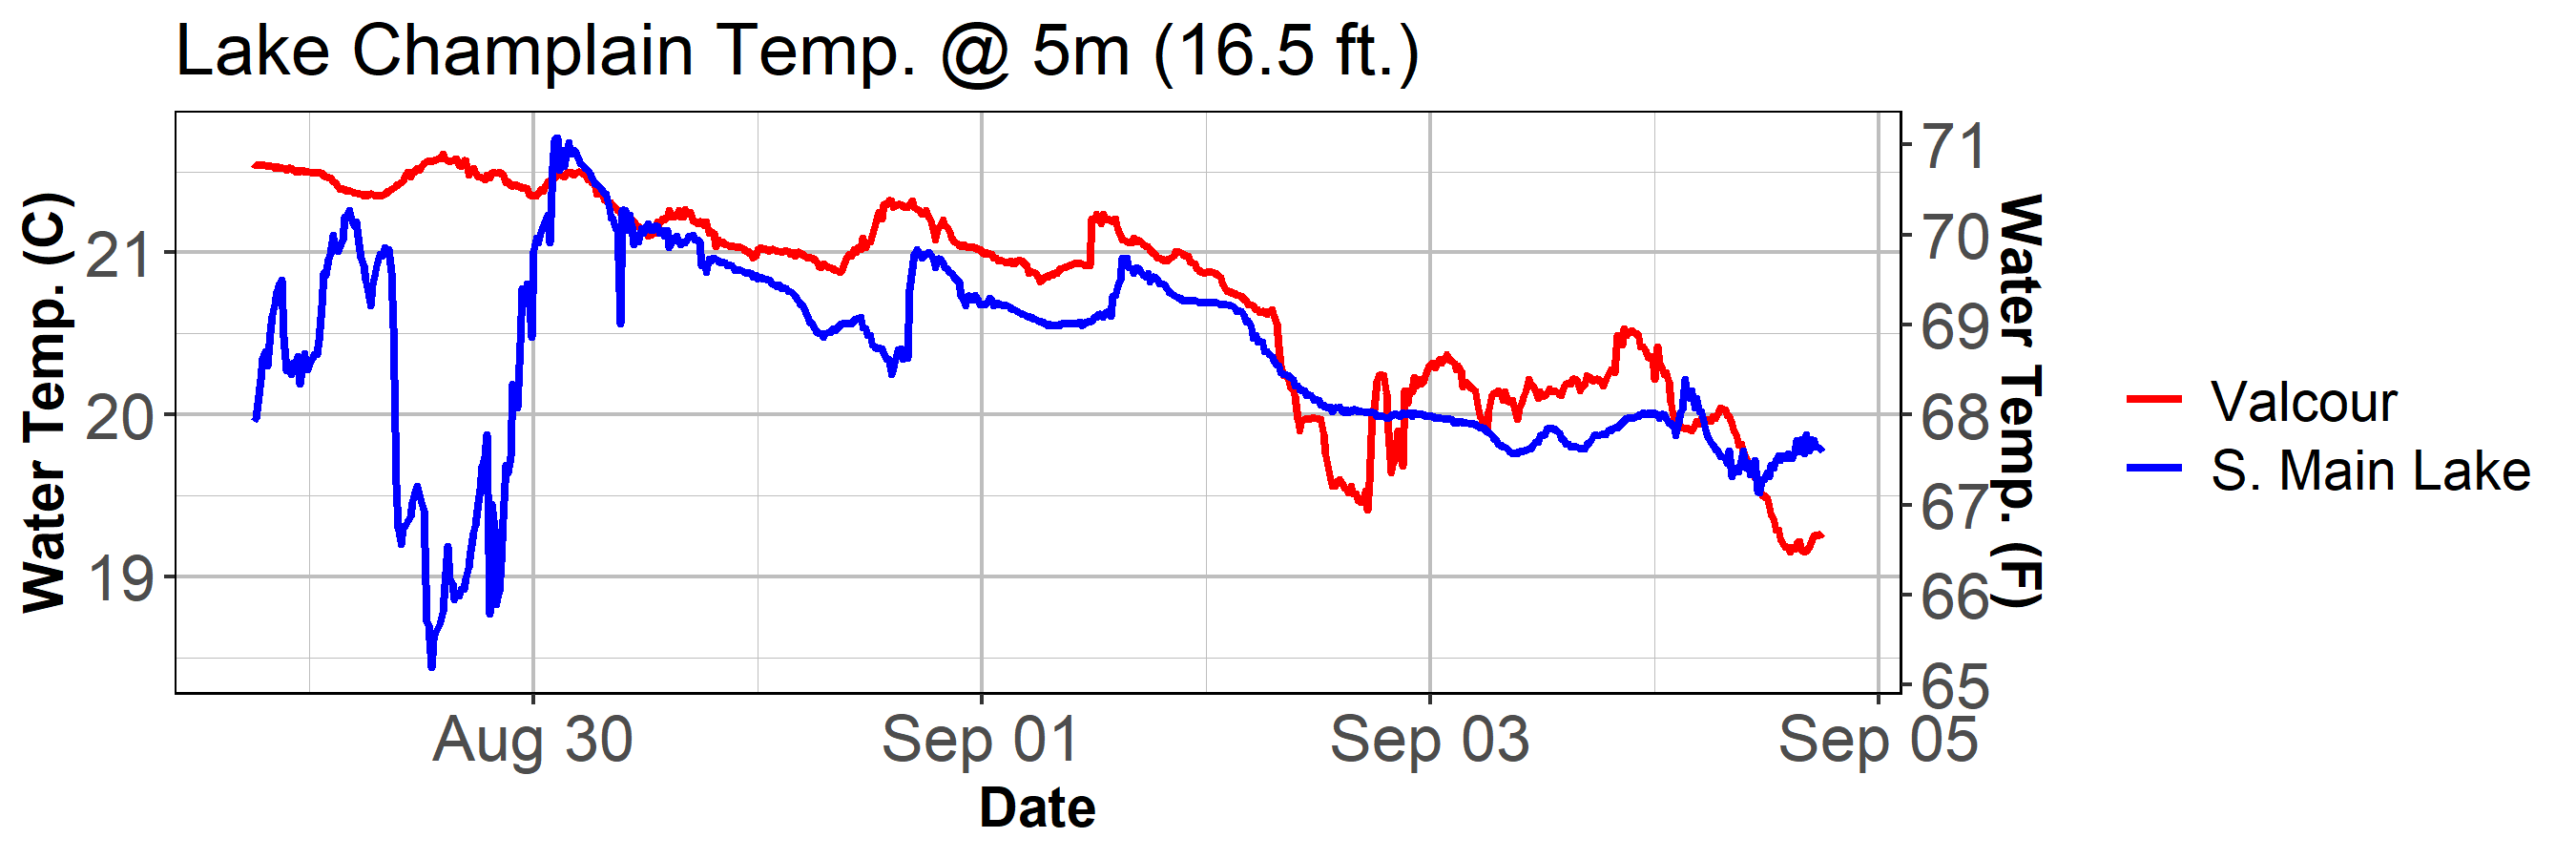 Lake Champlain Temp. @ 5m (16.5 ft.)
Water Temp. (C)
21
20
19
71
70
69
68
67
66
65
Water Temp. (F)
Aug 30
Sep 01
Sep 03
Sep 05
Date
Valcour
S. Main Lake